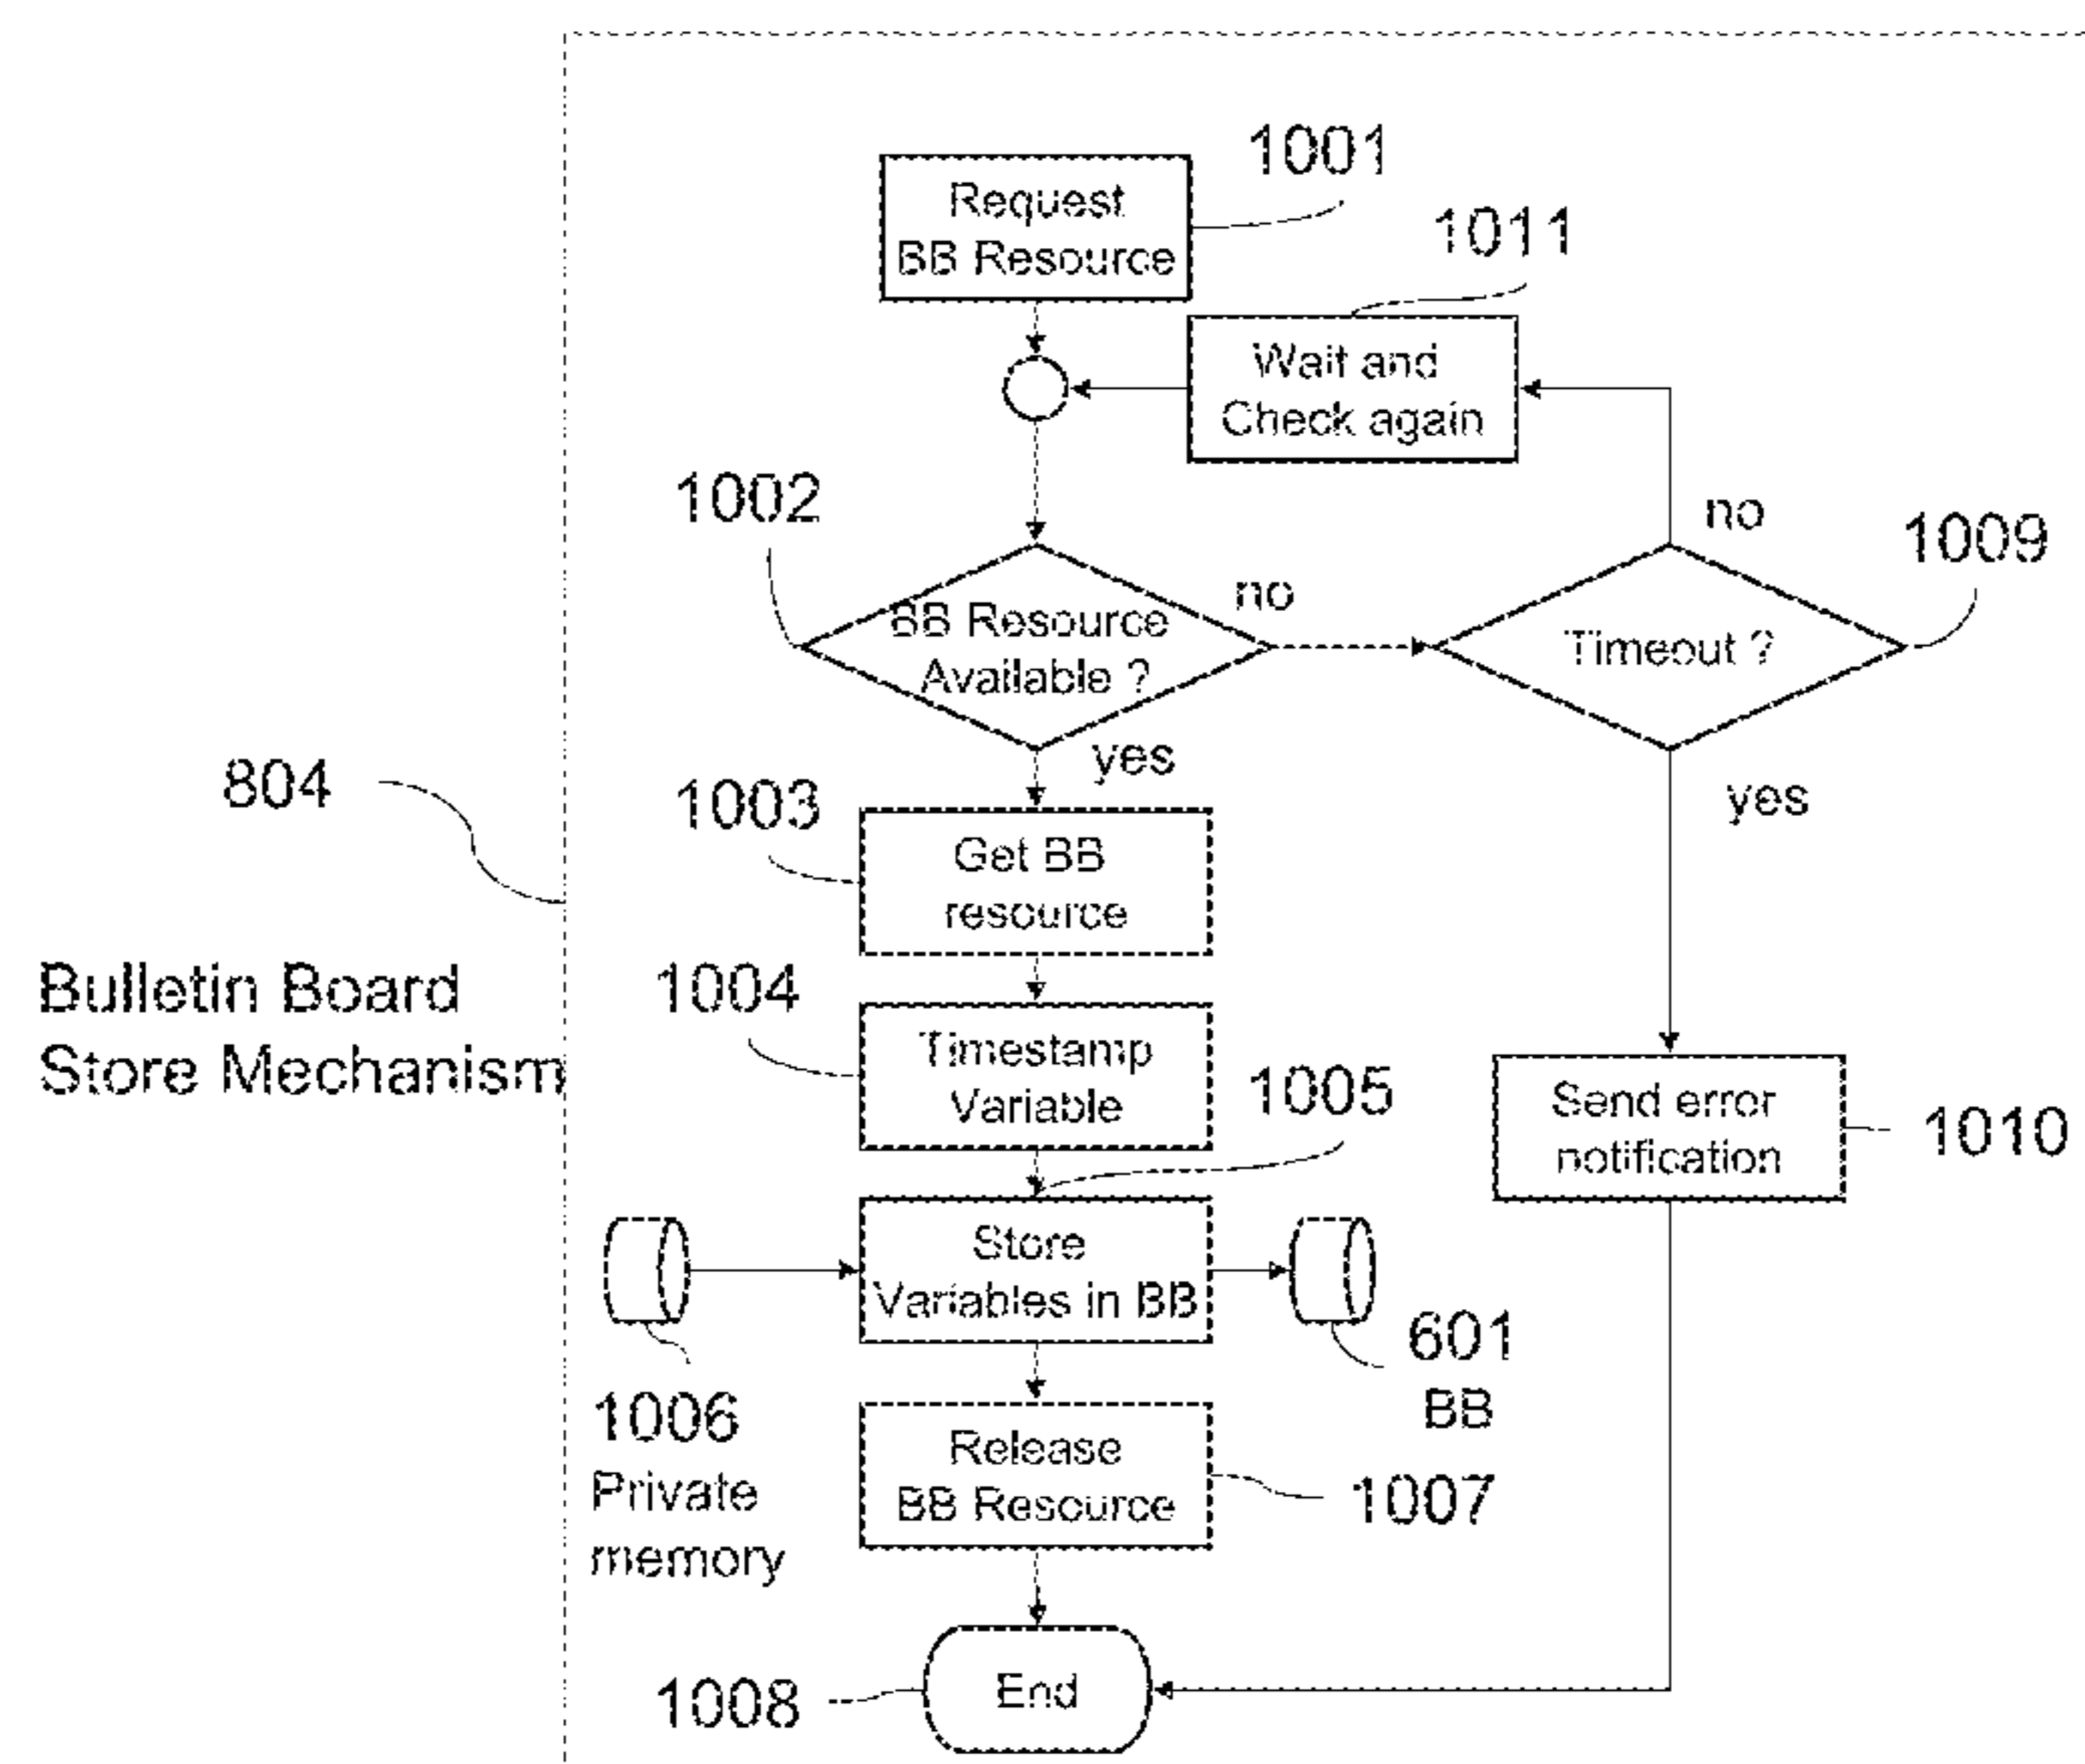 1001
Request
BB Resource
1011
Wait and
Check again
1002
no
1009
BB Resource
Available ?
no
Timeout ?
yes
804
1003
yes
Get BB
resource
Bulletin Board
Store Mechanism
1004
Timestamp
Variable
1005
Send error
notification
1010
Store
Variables in BB
601
BB
1006
Private
memory
Release
BB Resource
1007
1008
End